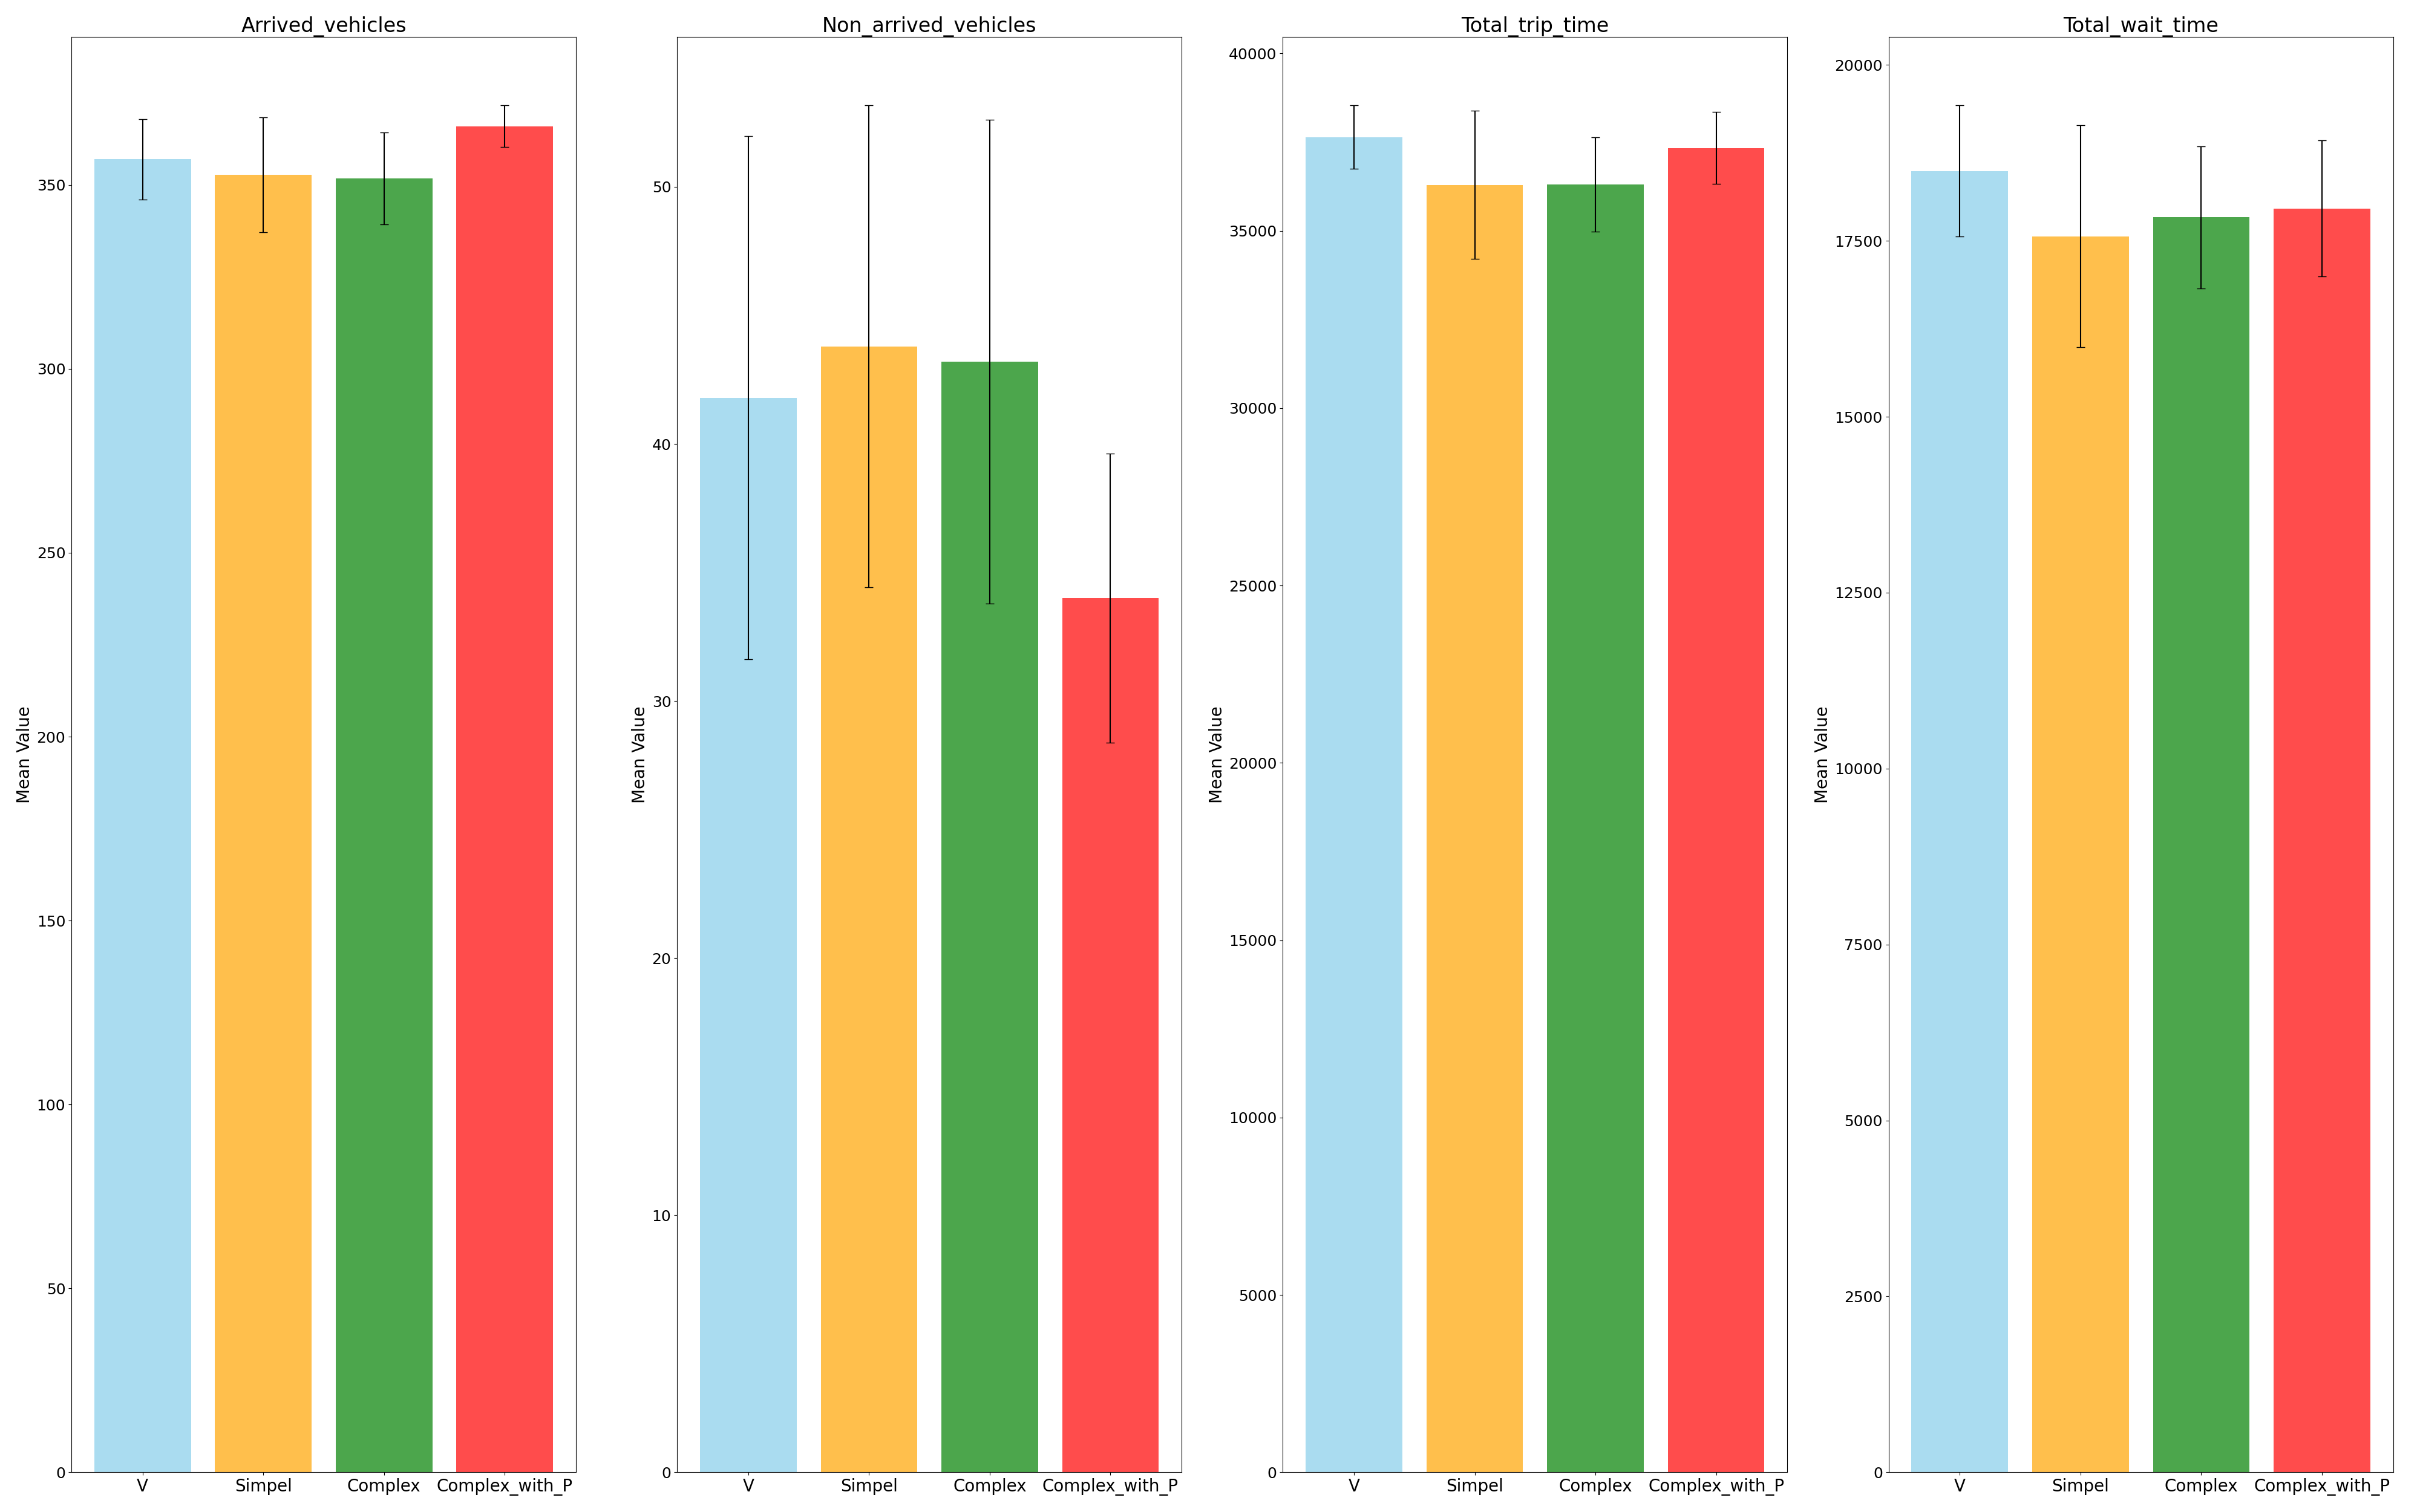 Arrived_vehicles
Mean Value
350
300
250
200
150
100
50
0
V Simpel Complex Complex_with_P
Non_arrived_vehicles
Mean Value
50
40
30
20
10
0
V Simpel Complex Complex_with_P
Total_trip_time
Mean Value
40000
35000
30000
25000
20000
15000
10000
5000
0
V Simpel Complex Complex_with_P
Total_wait_time
Mean Value
20000
17500
15000
12500
10000
7500
5000
2500
0
V Simpel Complex Complex_with_P